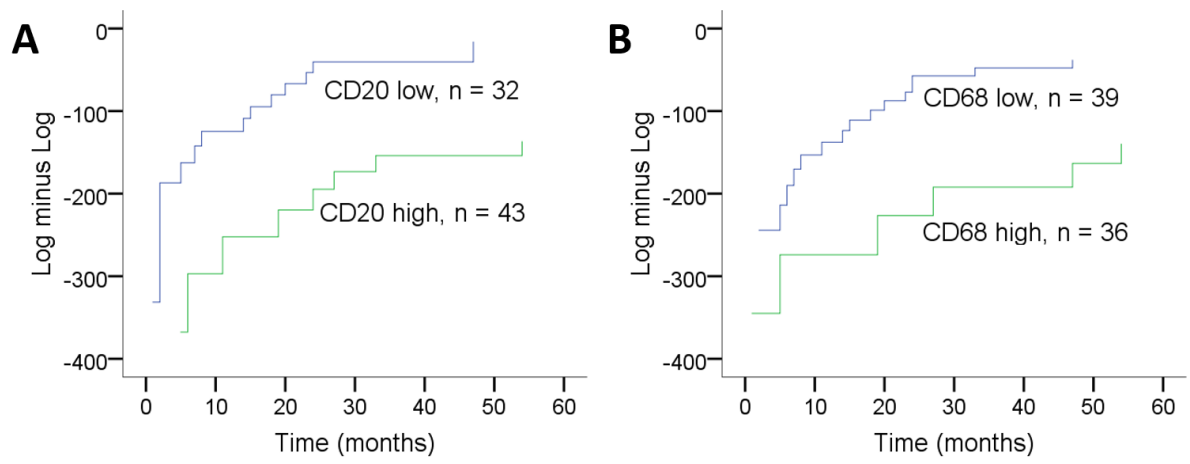 A
Log minus Log
-0
-100
-200
-300
-400
CD20 low, n = 32
CD20 high, n = 43
0 10 20 30 40 50 60
Time (months)
B
Log minus Log
0
-100
-200
-300
-400
CD68 low, n = 39
CD68 high, n = 36
0 10 20 30 40 50 60
Time (months)